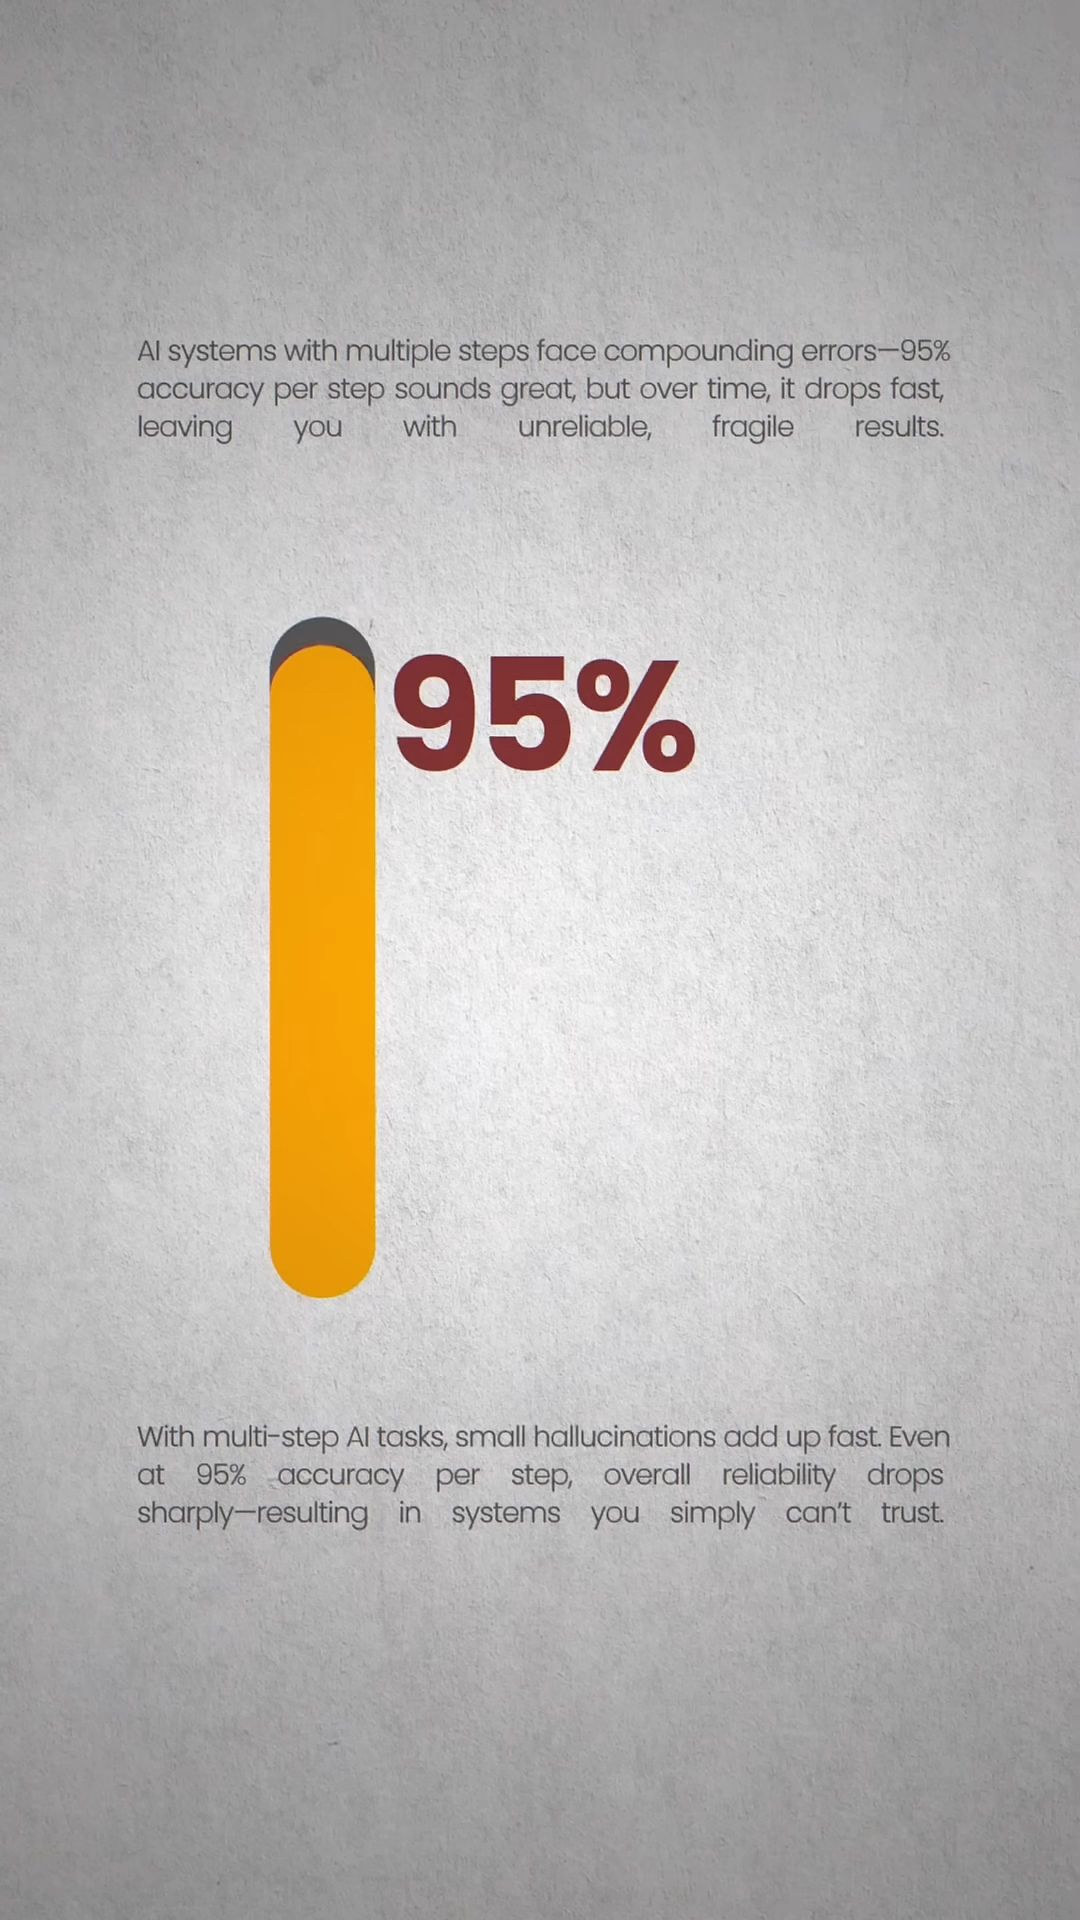 AI systems with multiple steps face compounding errors—95%
accuracy per step sounds great, but over time, it drops fast,
leaving you with unreliable, fragile results.
95%
With multi-step AI tasks, small hallucinations add up fast. Even
at 95% accuracy per step, overall reliability drops
sharply—resulting in systems you simply can’t trust.